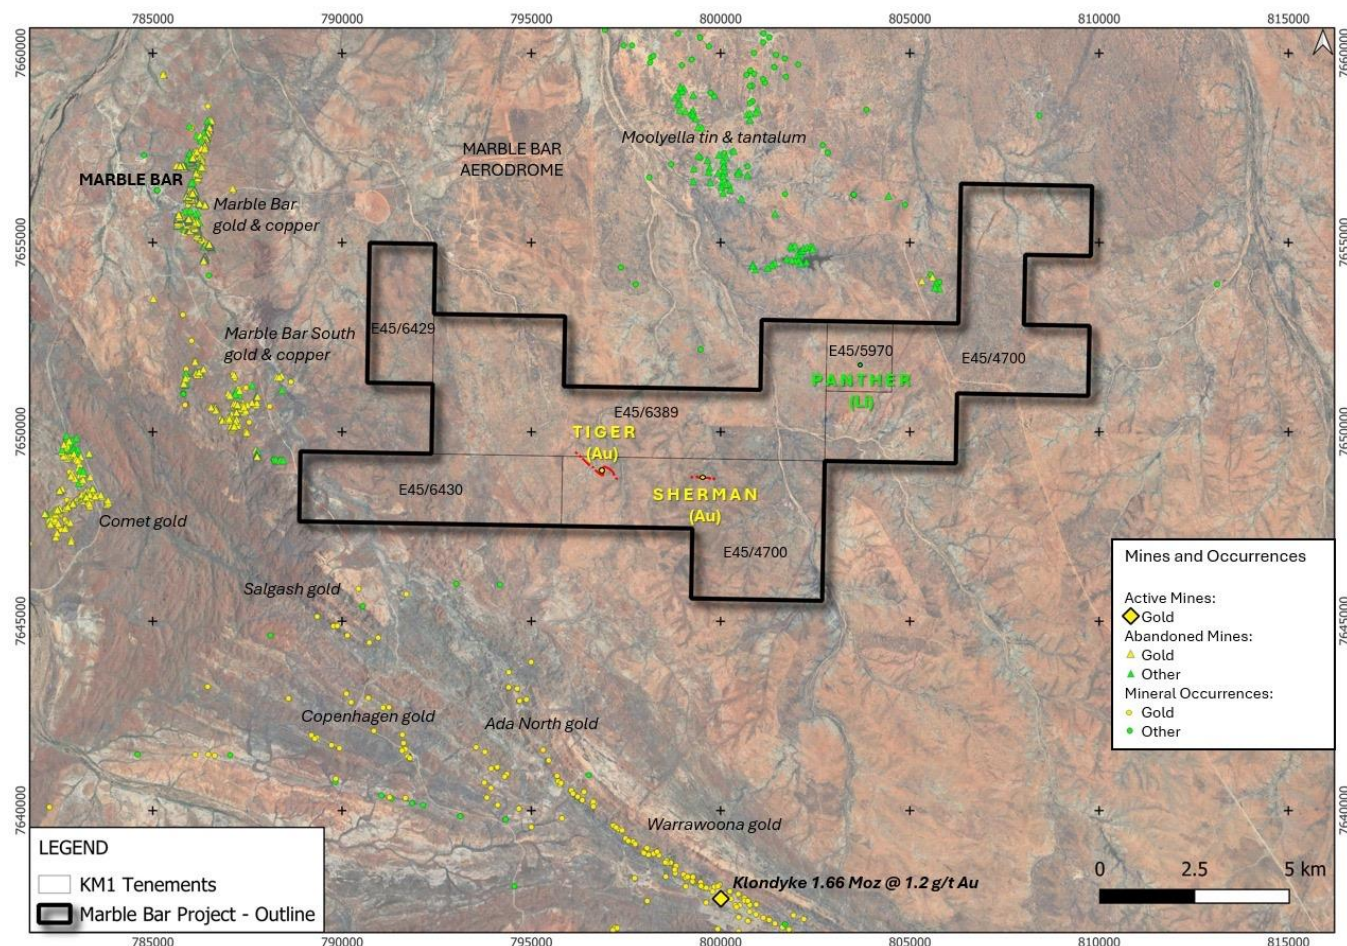 785000
790000
795000
800000
805000
810000
815000
7660000
7660000
Moolyella tin & tantalum
MARBLE BAR
AERODROME
MARBLE BAR
Marble Bar
gold & copper
7655000
7655000
E45/6429
Marble Bar South
gold & copper
E45/5970
E45/4700
PANTHER
(Li)
E45/6389
7650000
7650000
TIGER
(Au)
E45/6430
SHERMAN
(Au)
Comet gold
E45/4700
Salgash gold
7645000
7645000
Mines and Occurrences
Active Mines:
Gold
Abandoned Mines:
Gold
Other
Mineral Occurrences:
Gold
Other
Copenhagen gold
Ada North gold
7640000
7640000
Warrawoona gold
Klondyke 1.66 Moz @ 1.2 g/t Au
LEGEND
KM1 Tenements
Marble Bar Project - Outline
0 2.5 5 km
785000
790000
795000
800000
805000
810000
815000